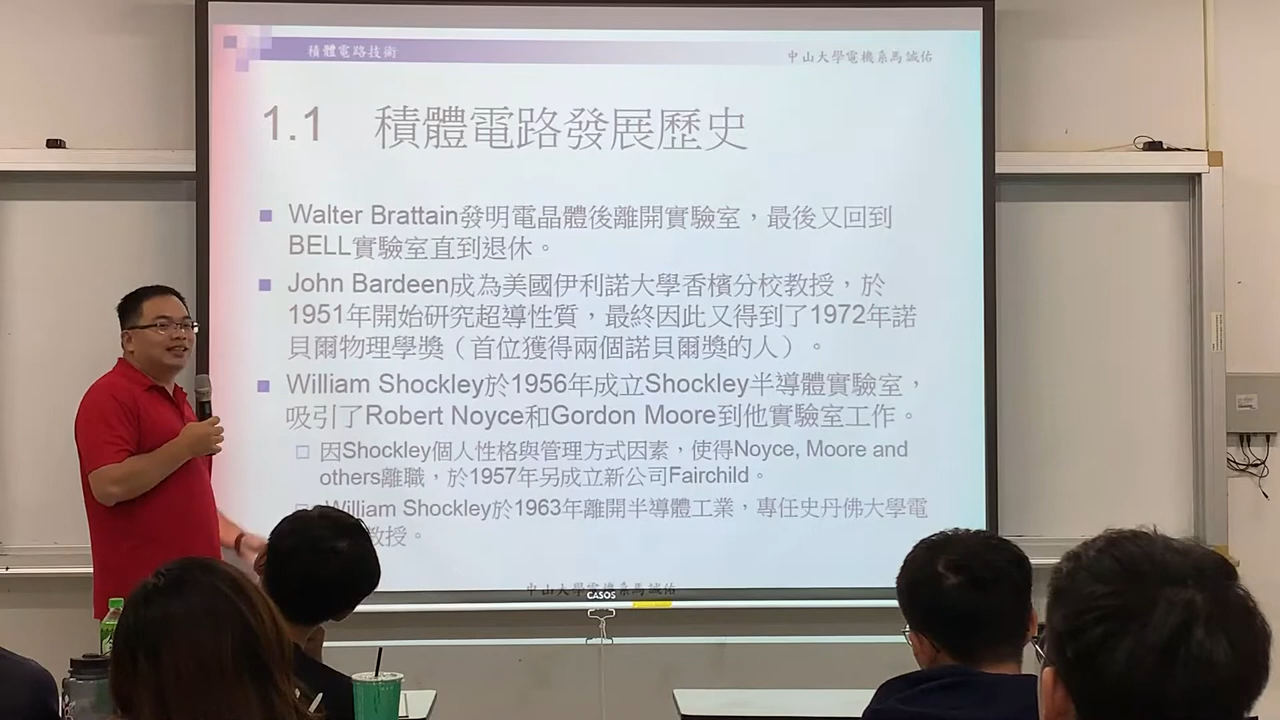 積體電路技術
中山大學電機系馬誠佑
1.1 積體電路發展歷史
Walter Brattain發明電晶體後離開實驗室，最後又回到
BELL實驗室直到退休。
John Bardeen成為美國伊利諾大學香檳分校教授，於
1951年開始研究超導性質，最終因此又得到了1972年諾
貝爾物理學獎（首位獲得兩個諾貝爾獎的人）。
William Shockley於1956年成立Shockley半導體實驗室，
吸引了Robert Noyce和Gordon Moore到他實驗室工作。
因Shockley個人性格與管理方式因素，使得Noyce, Moore and
others離職，於1957年另成立新公司Fairchild。
William Shockley於1963年離開半導體工業，專任史丹佛大學電
教授。
中山大學電機系馬誠佑
CASOS